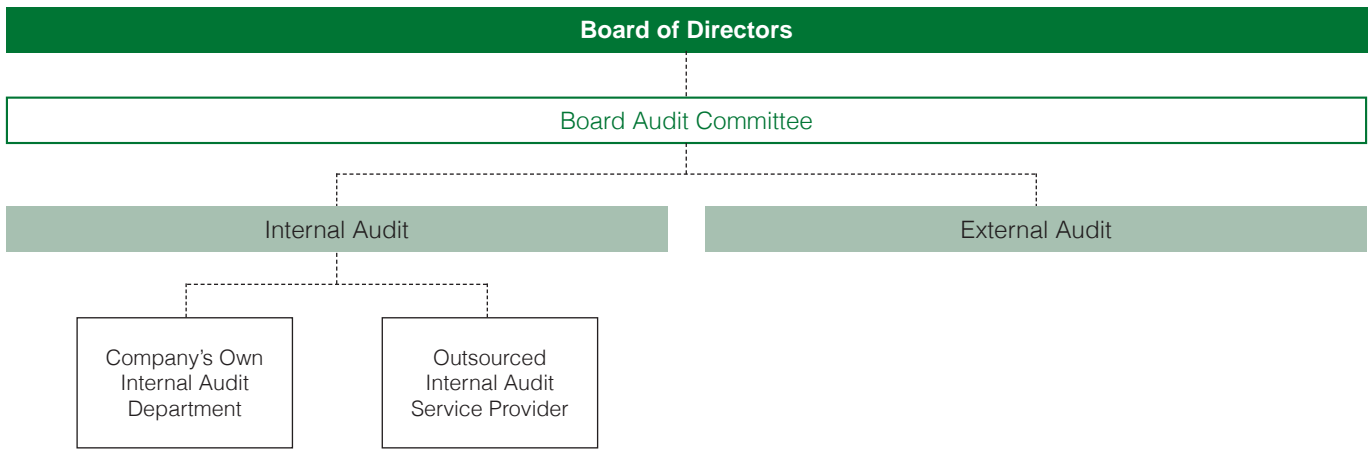 Board of Directors
Board Audit Committee
Internal Audit
External Audit
Company’s Own
Internal Audit
Department
Outsourced
Internal Audit
Service Provider